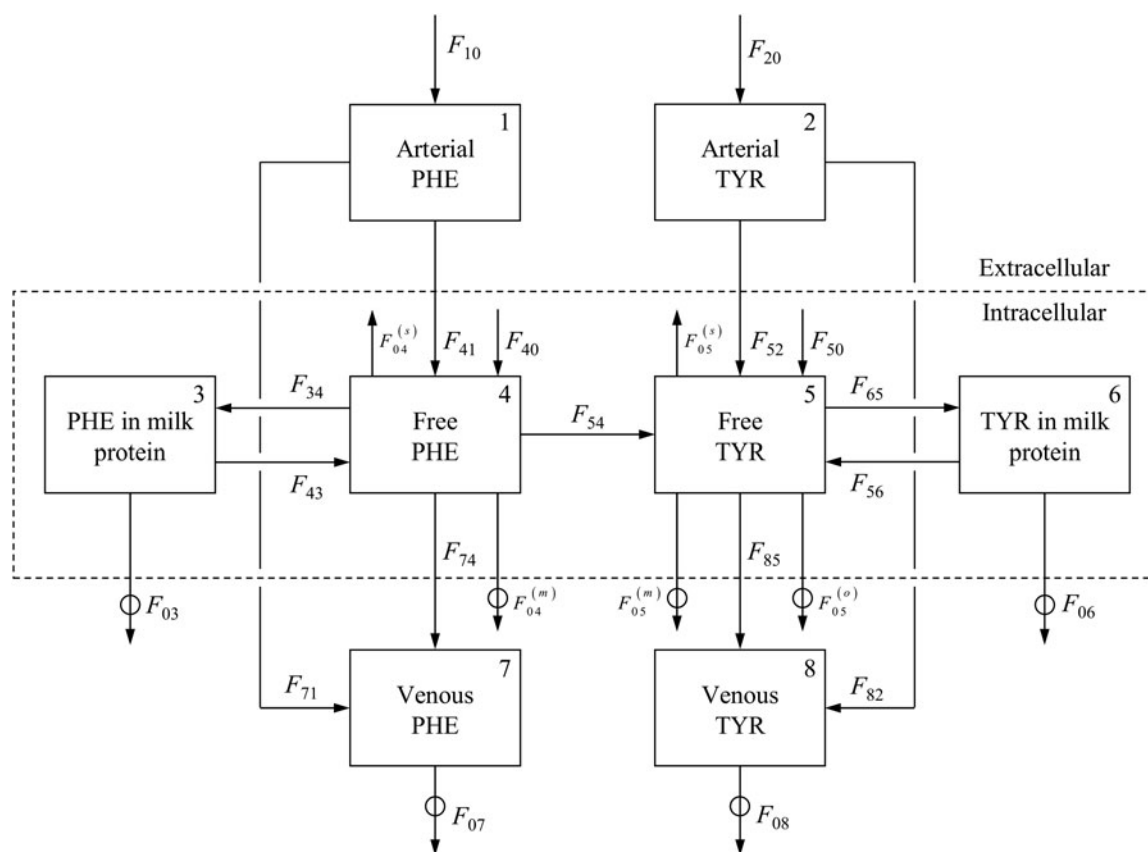 F10
F20
1
Arterial
PHE
2
Arterial
TYR
Extracellular
Intracellular
F04(s)
F41
F40
F05(s)
F52
F50
3
PHE in milk
protein
F34
F43
4
Free
PHE
F54
5
Free
TYR
F65
F56
6
TYR in milk
protein
F74
F85
F03
F04(m)
F05(m)
F05(o)
F06
F71
7
Venous
PHE
8
Venous
TYR
F82
F07
F08